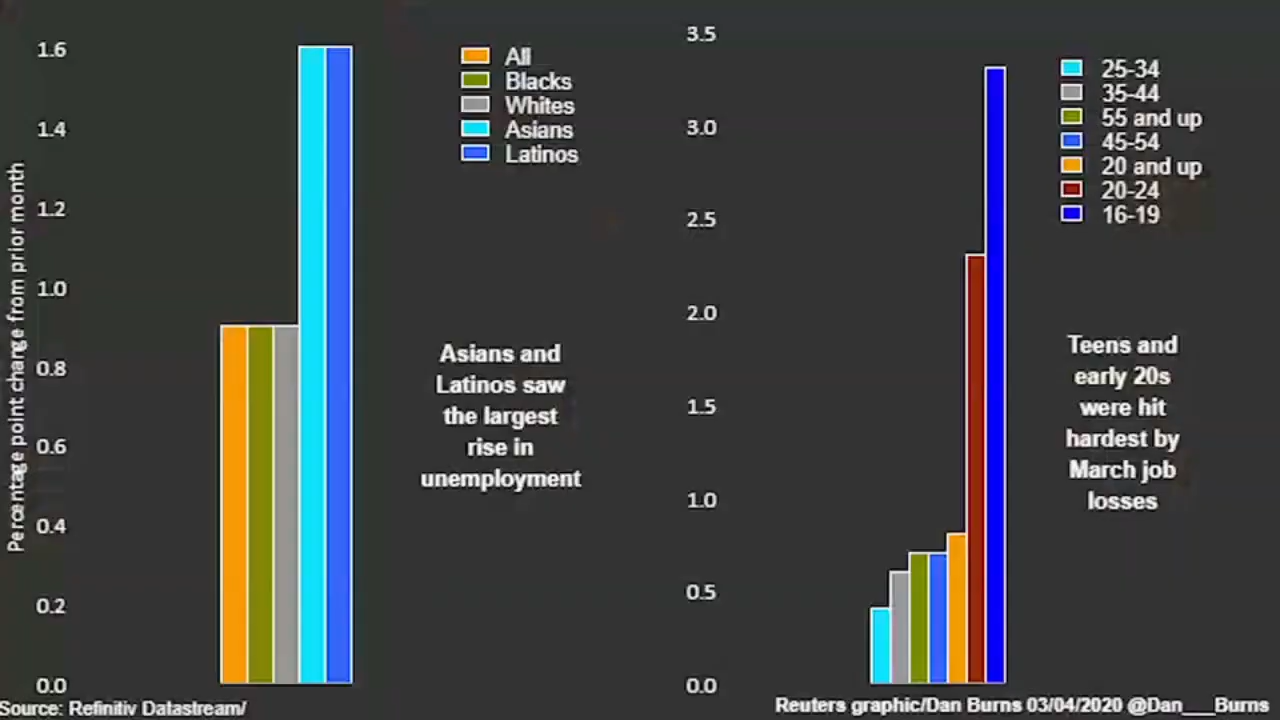 Percentage point change from prior month
1.6
1.4
1.2
1.0
0.8
0.6
0.4
0.2
0.0
All
Blacks
Whites
Asians
Latinos
Asians and
Latinos saw
the largest
rise in
unemployment
3.5
3.0
2.5
2.0
1.5
1.0
0.5
0.0
25-34
35-44
55 and up
45-54
20 and up
20-24
16-19
Teens and
early 20s
were hit
hardest by
March job
losses
Source: Refinitiv Datastream/
Reuters graphic/Dan Burns 03/04/2020 @Dan___Burns